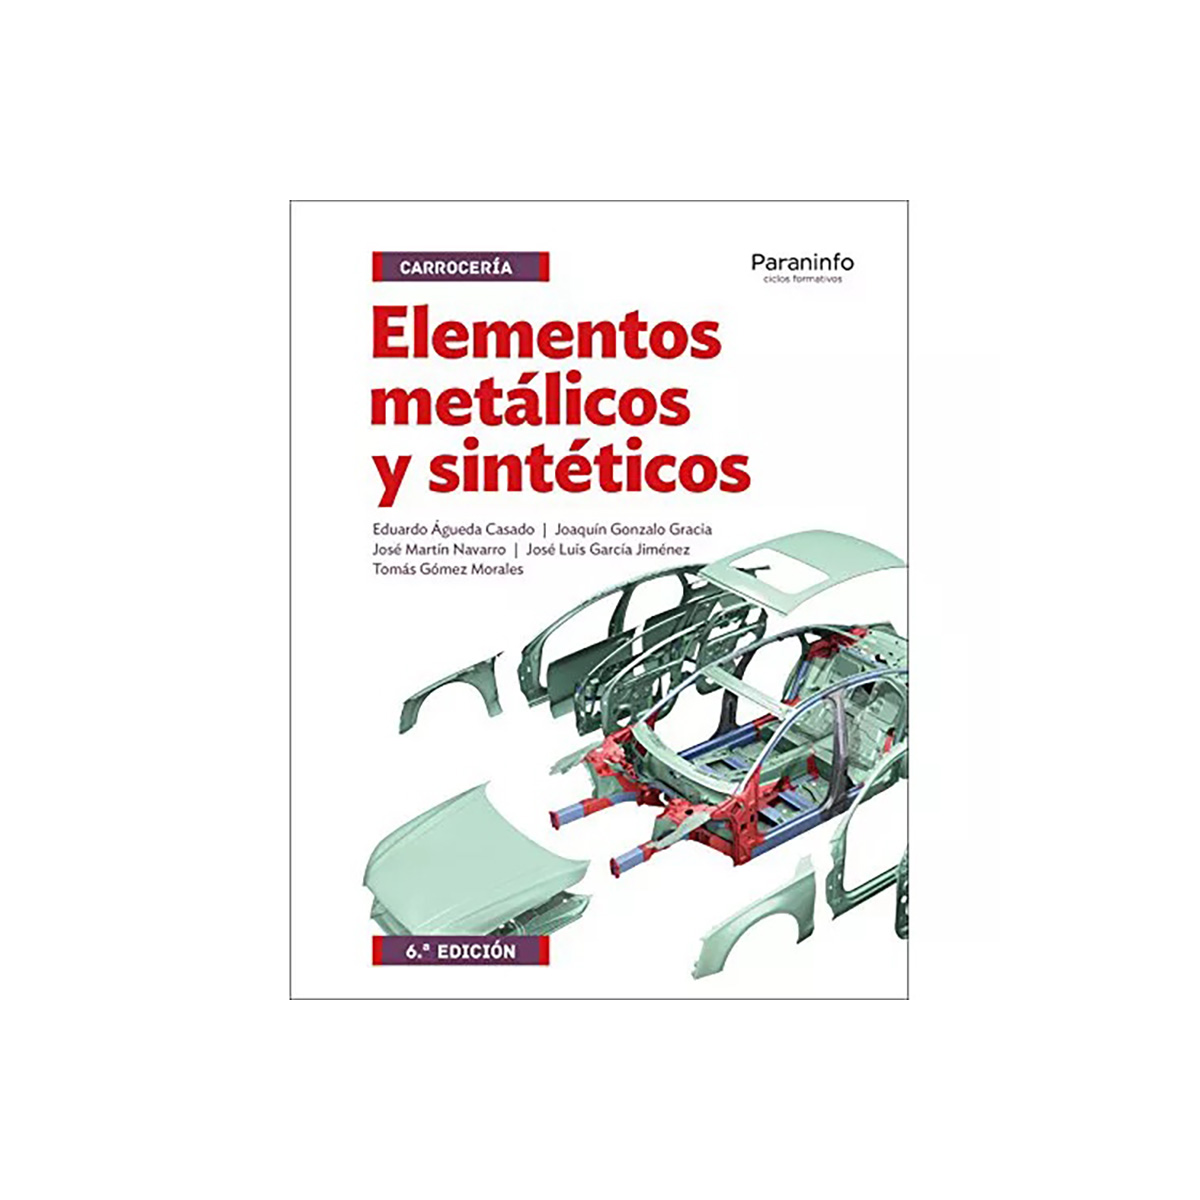 CARROCERÍA
Paraninfo
ciclos formativos
Elementos
metálicos
y sintéticos
Eduardo Águeda Casado | Joaquín Gonzalo Gracia
José Martín Navarro | José Luis García Jiménez
Tomás Gómez Morales
6.ª EDICIÓN